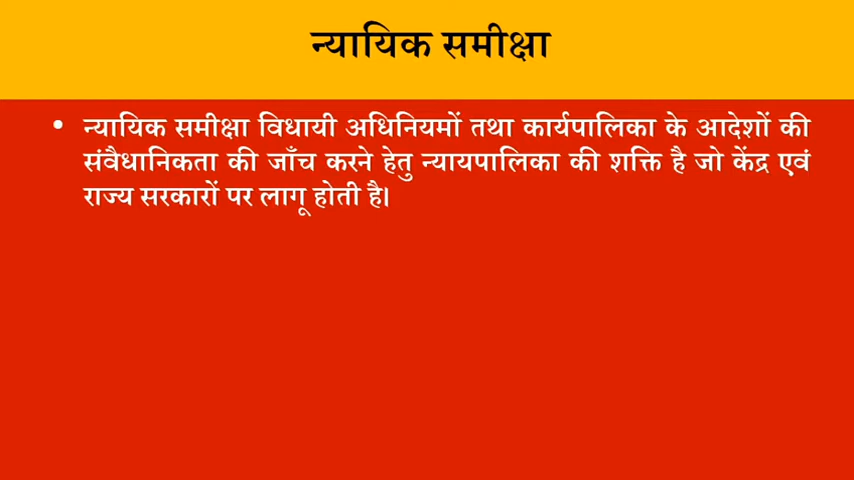 न्यायिक समीक्षा
• न्यायिक समीक्षा विधायी अधिनियमों तथा कार्यपालिका के आदेशों की
संवैधानिकता की जाँच करने हेतु न्यायपालिका की शक्ति है जो केंद्र एवं
राज्य सरकारों पर लागू होती है।